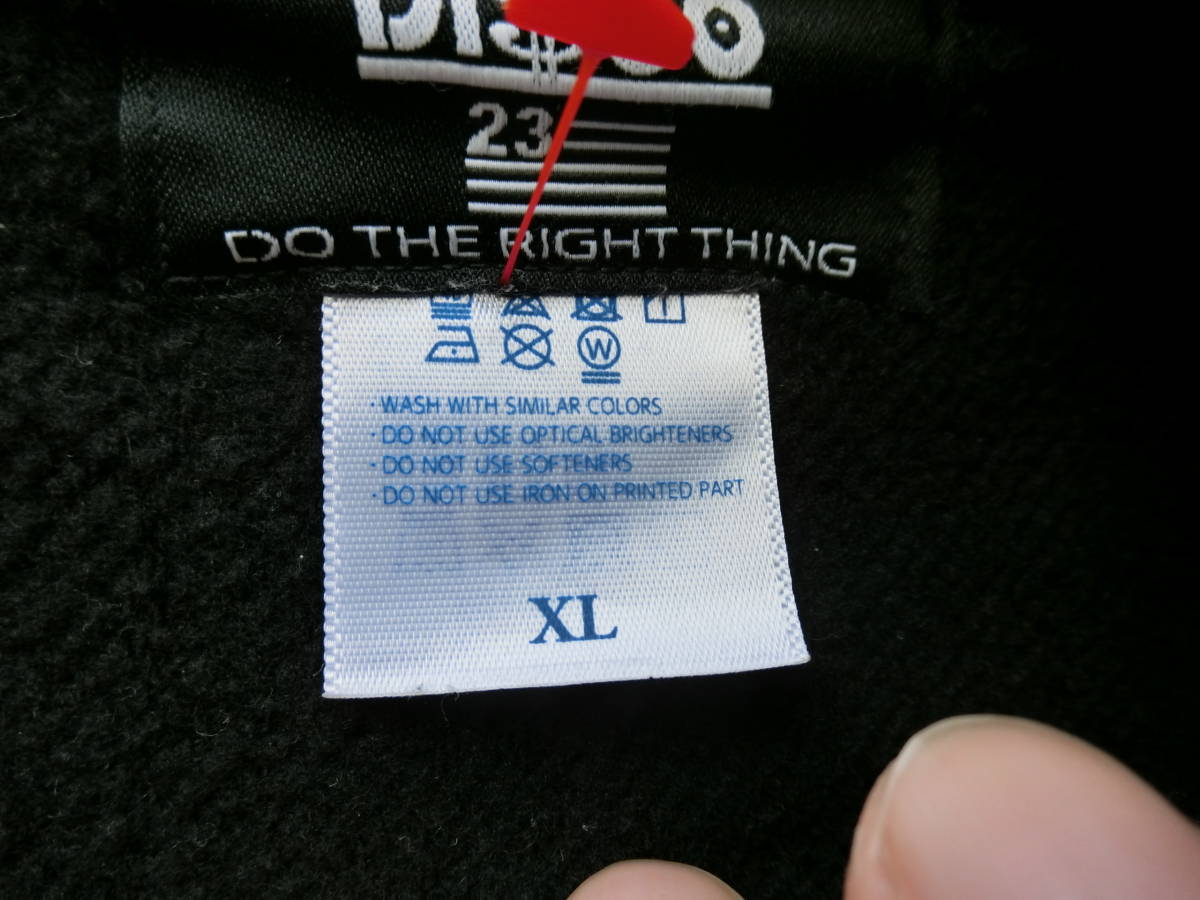 23
DO THE RIGHT THING
W
· WASH WITH SIMILAR COLORS
· DO NOT USE OPTICAL BRIGHTENERS
· DO NOT USE SOFTENERS
· DO NOT USE IRON ON PRINTED PART
XL